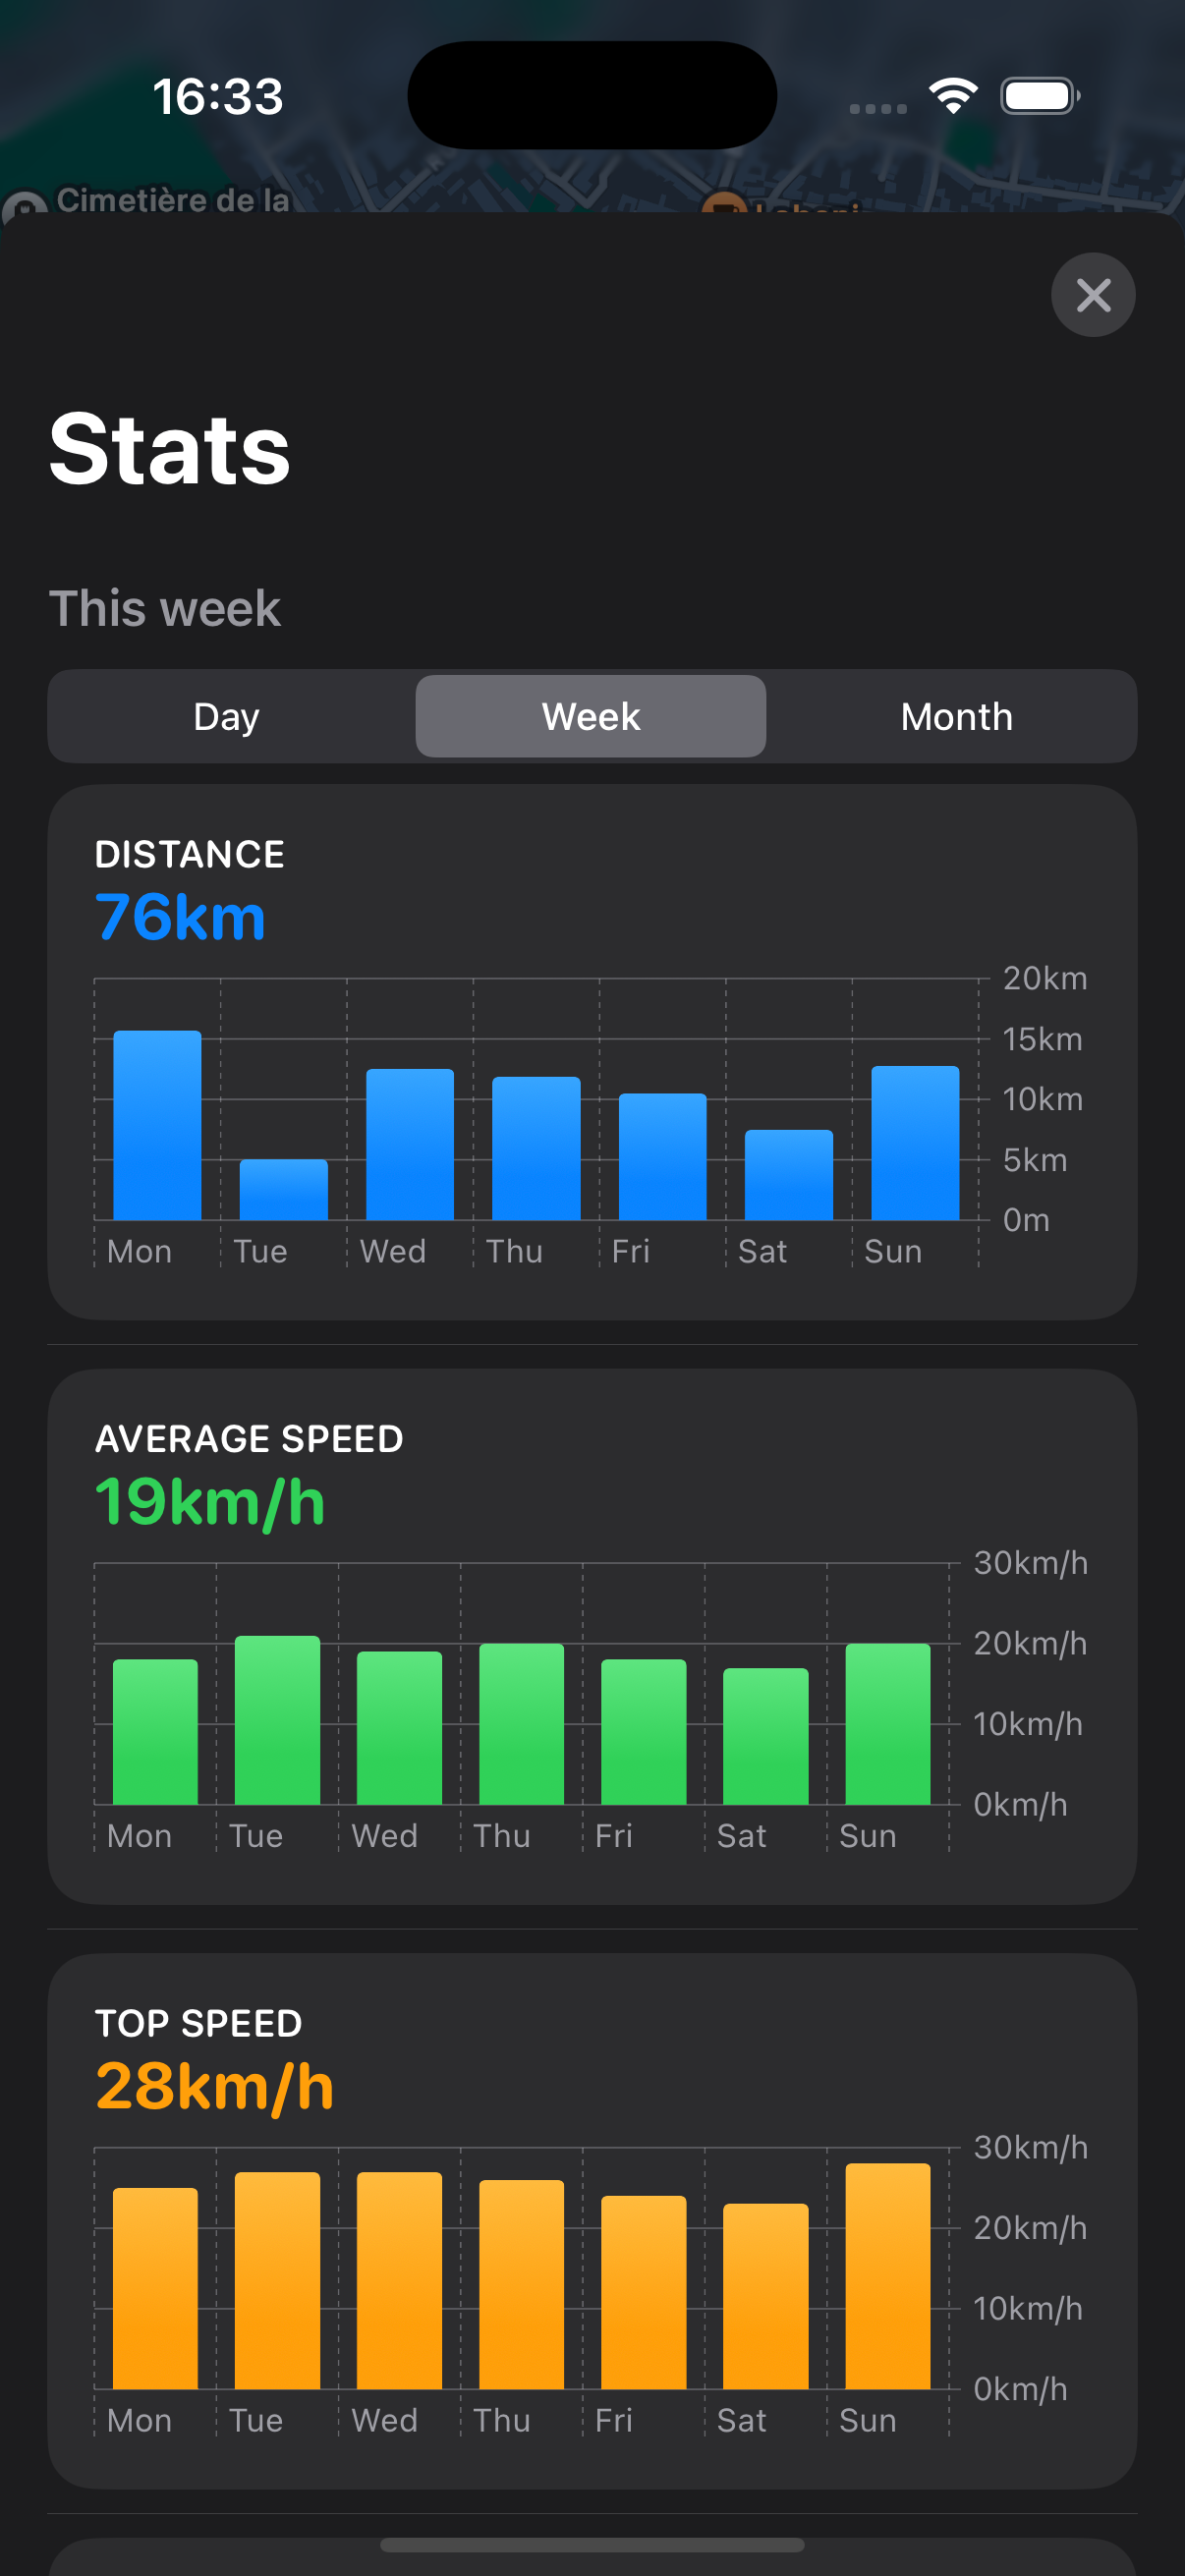 16:33
Cimetière de la
Stats
This week
Day Week Month
DISTANCE
76km
20km
15km
10km
5km
0m
Mon Tue Wed Thu Fri Sat Sun
AVERAGE SPEED
19km/h
30km/h
20km/h
10km/h
0km/h
Mon Tue Wed Thu Fri Sat Sun
TOP SPEED
28km/h
30km/h
20km/h
10km/h
0km/h
Mon Tue Wed Thu Fri Sat Sun